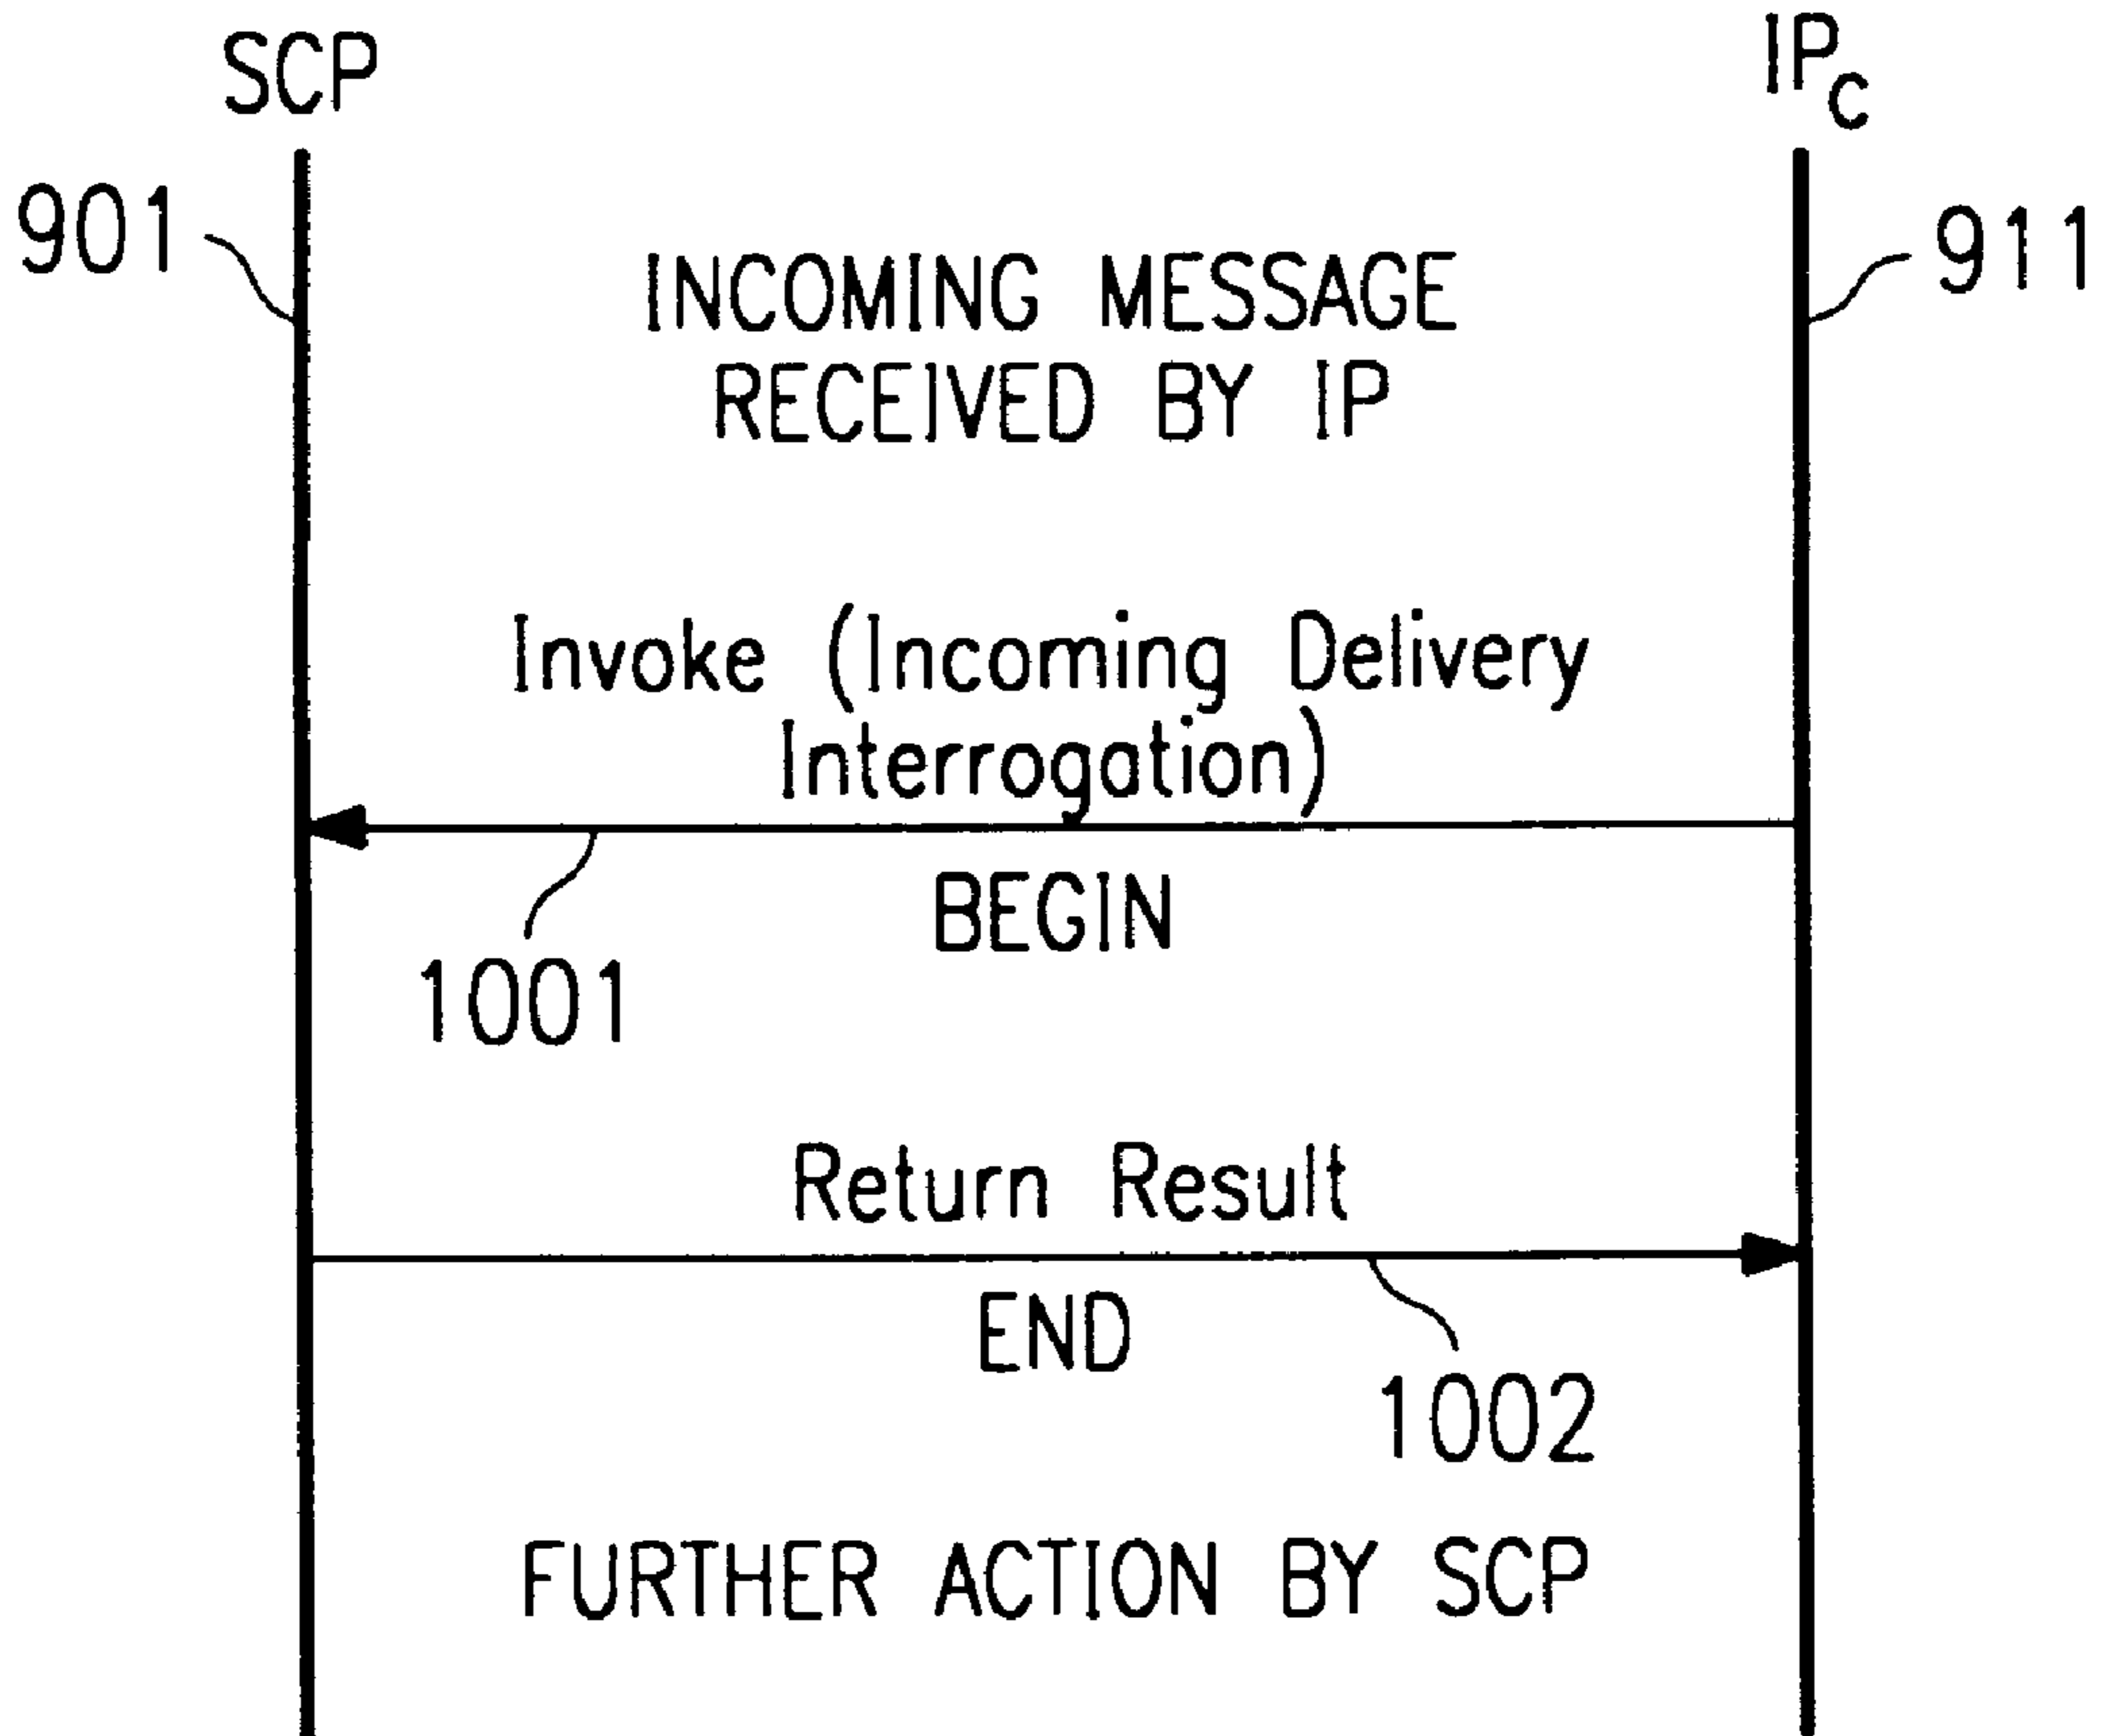 SCP
IPC
901
911
INCOMING MESSAGE
RECEIVED BY IP
Invoke (Incoming Delivery
Interrogation)
BEGIN
1001
Return Result
END
1002
FURTHER ACTION BY SCP